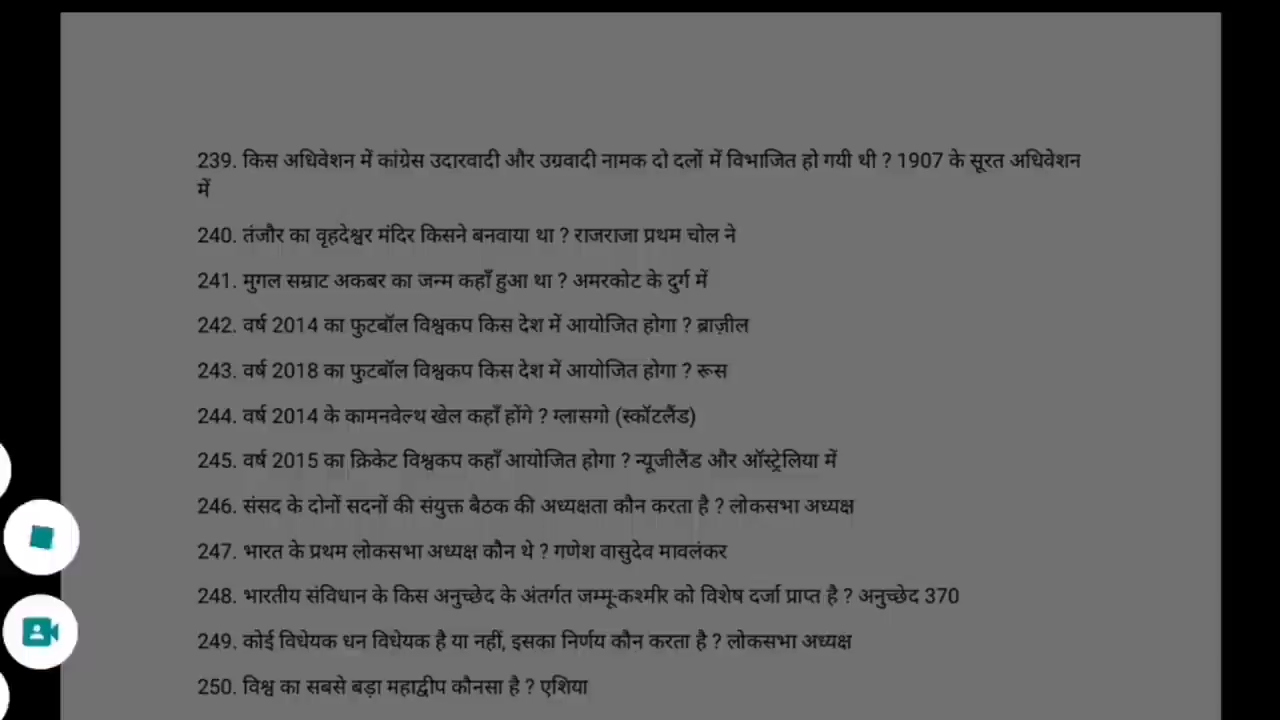 239. किस अधिवेशन में कांग्रेस उदारवादी और उग्रवादी नामक दो दलों में विभाजित हो गयी थी ? 1907 के सूरत अधिवेशन
में
240. तंजौर का वृहदेश्वर मंदिर किसने बनवाया था ? राजराजा प्रथम चोल ने
241. मुगल सम्राट अकबर का जन्म कहाँ हुआ था ? अमरकोट के दुर्ग में
242. वर्ष 2014 का फुटबॉल विश्वकप किस देश में आयोजित होगा ? ब्राज़ील
243. वर्ष 2018 का फुटबॉल विश्वकप किस देश में आयोजित होगा ? रूस
244. वर्ष 2014 के कामनवेल्थ खेल कहाँ होंगे ? ग्लासगो (स्कॉटलैंड)
245. वर्ष 2015 का क्रिकेट विश्वकप कहाँ आयोजित होगा ? न्यूजीलैंड और ऑस्ट्रेलिया में
246. संसद के दोनों सदनों की संयुक्त बैठक की अध्यक्षता कौन करता है ? लोकसभा अध्यक्ष
247. भारत के प्रथम लोकसभा अध्यक्ष कौन थे ? गणेश वासुदेव मावलंकर
248. भारतीय संविधान के किस अनुच्छेद के अंतर्गत जम्मू-कश्मीर को विशेष दर्जा प्राप्त है ? अनुच्छेद 370
249. कोई विधेयक धन विधेयक है या नहीं, इसका निर्णय कौन करता है ? लोकसभा अध्यक्ष
250. विश्व का सबसे बड़ा महाद्वीप कौनसा है ? एशिया